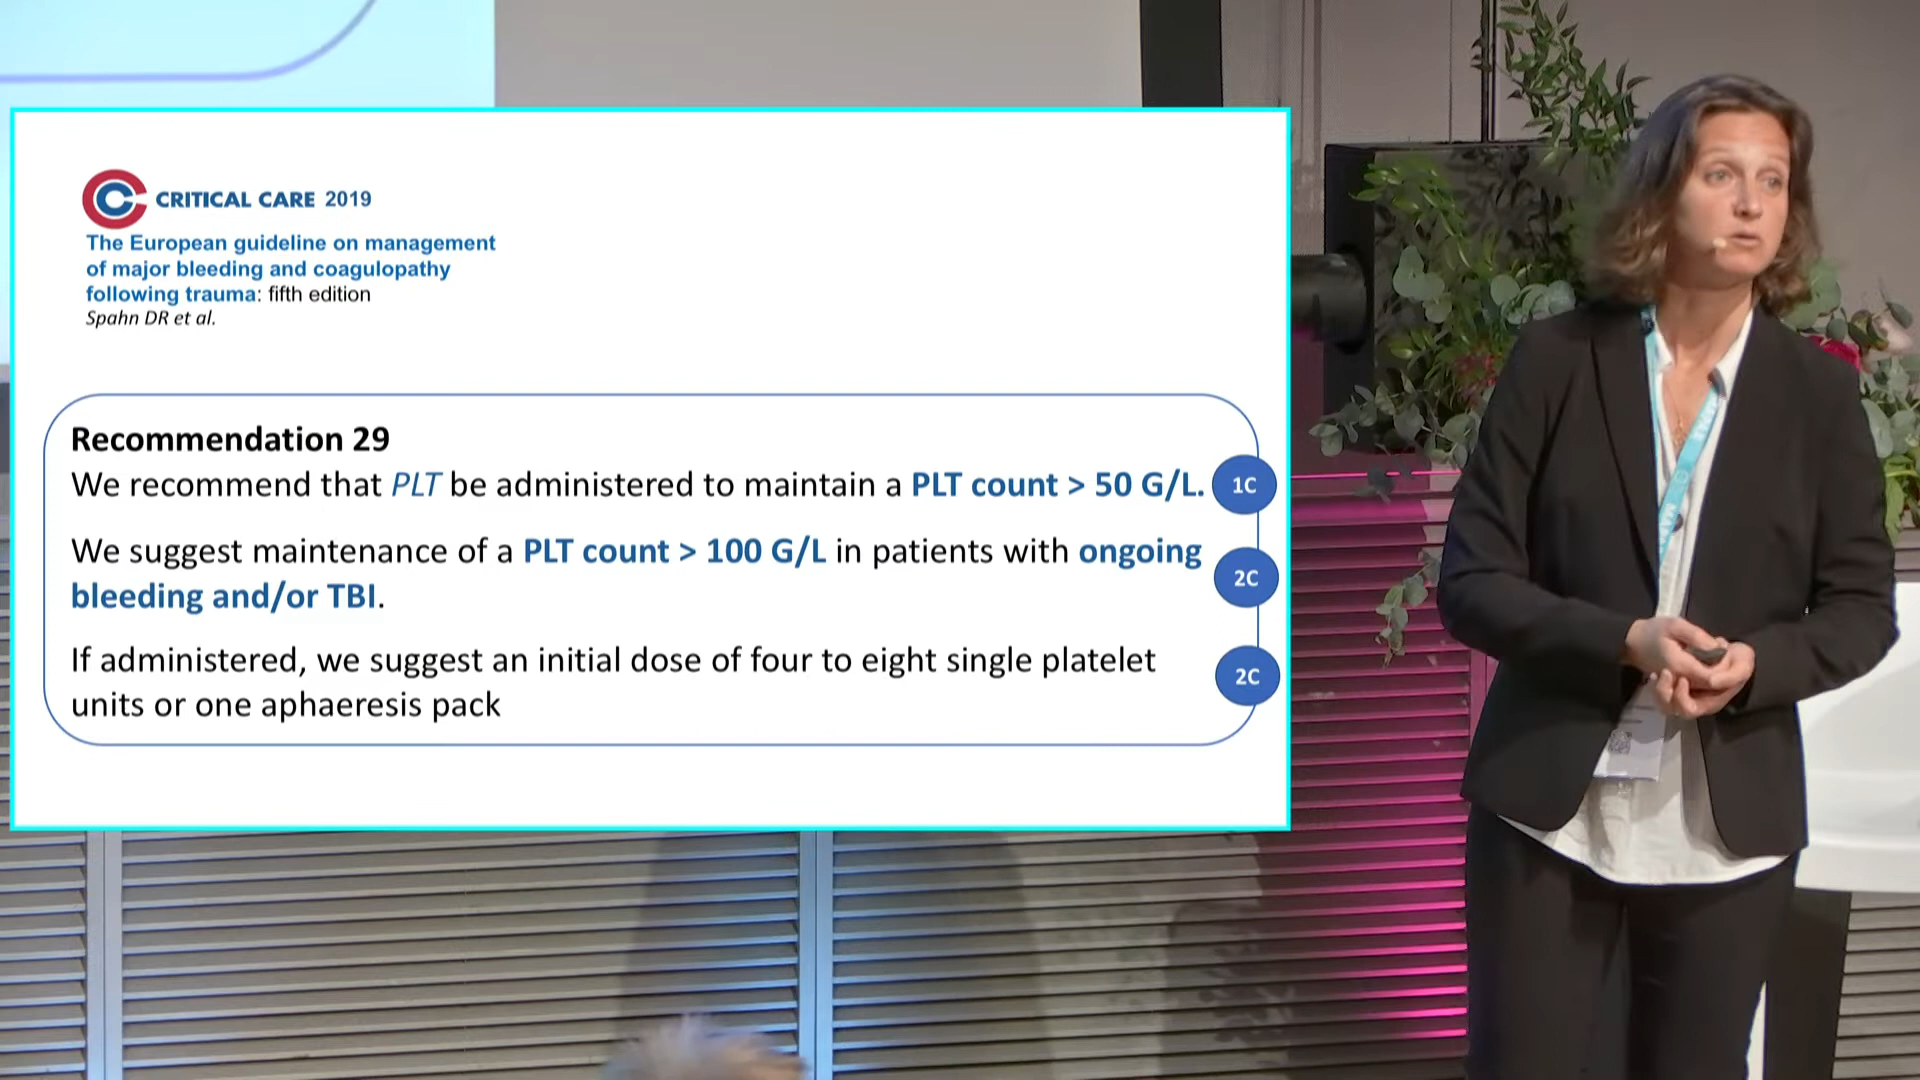 CRITICAL CARE 2019
The European guideline on management
of major bleeding and coagulopathy
following trauma: fifth edition
Spahn DR et al.
Recommendation 29
We recommend that PLT be administered to maintain a PLT count > 50 G/L.
1C
We suggest maintenance of a PLT count > 100 G/L in patients with ongoing
bleeding and/or TBI.
2C
If administered, we suggest an initial dose of four to eight single platelet
units or one aphaeresis pack
2C